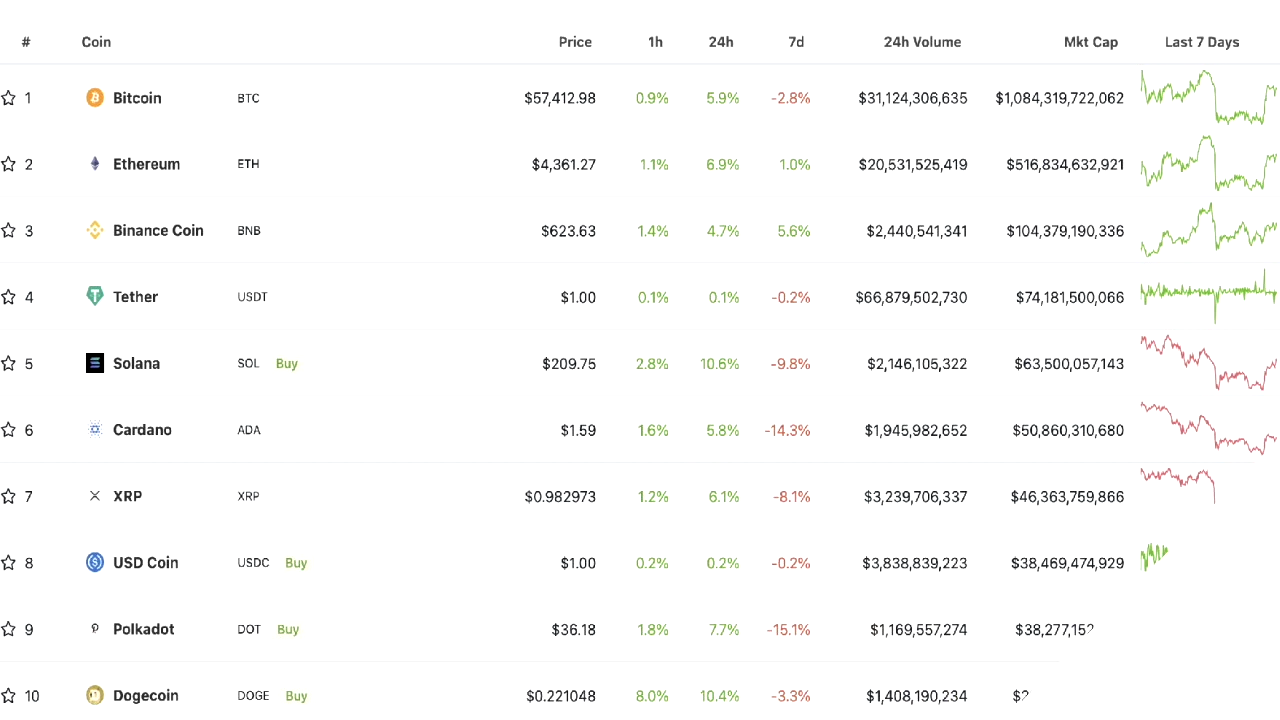 # Coin Price 1h 24h 7d 24h Volume Mkt Cap Last 7 Days
1 Bitcoin BTC $57,412.98 0.9% 5.9% -2.8% $31,124,306,635 $1,084,319,722,062
2 Ethereum ETH $4,361.27 1.1% 6.9% 1.0% $20,531,525,419 $516,834,632,921
3 Binance Coin BNB $623.63 1.4% 4.7% 5.6% $2,440,541,341 $104,379,190,336
4 Tether USDT $1.00 0.1% 0.1% -0.2% $66,879,502,730 $74,181,500,066
5 Solana SOL Buy $209.75 2.8% 10.6% -9.8% $2,146,105,322 $63,500,057,143
6 Cardano ADA $1.59 1.6% 5.8% -14.3% $1,945,982,652 $50,860,310,680
7 XRP XRP $0.982973 1.2% 6.1% -8.1% $3,239,706,337 $46,363,759,866
8 USD Coin USDC Buy $1.00 0.2% 0.2% -0.2% $3,838,839,223 $38,469,474,929
9 Polkadot DOT Buy $36.18 1.8% 7.7% -15.1% $1,169,557,274
10 Dogecoin DOGE Buy $0.221048 8.0% 10.4% -3.3% $1,408,190,234